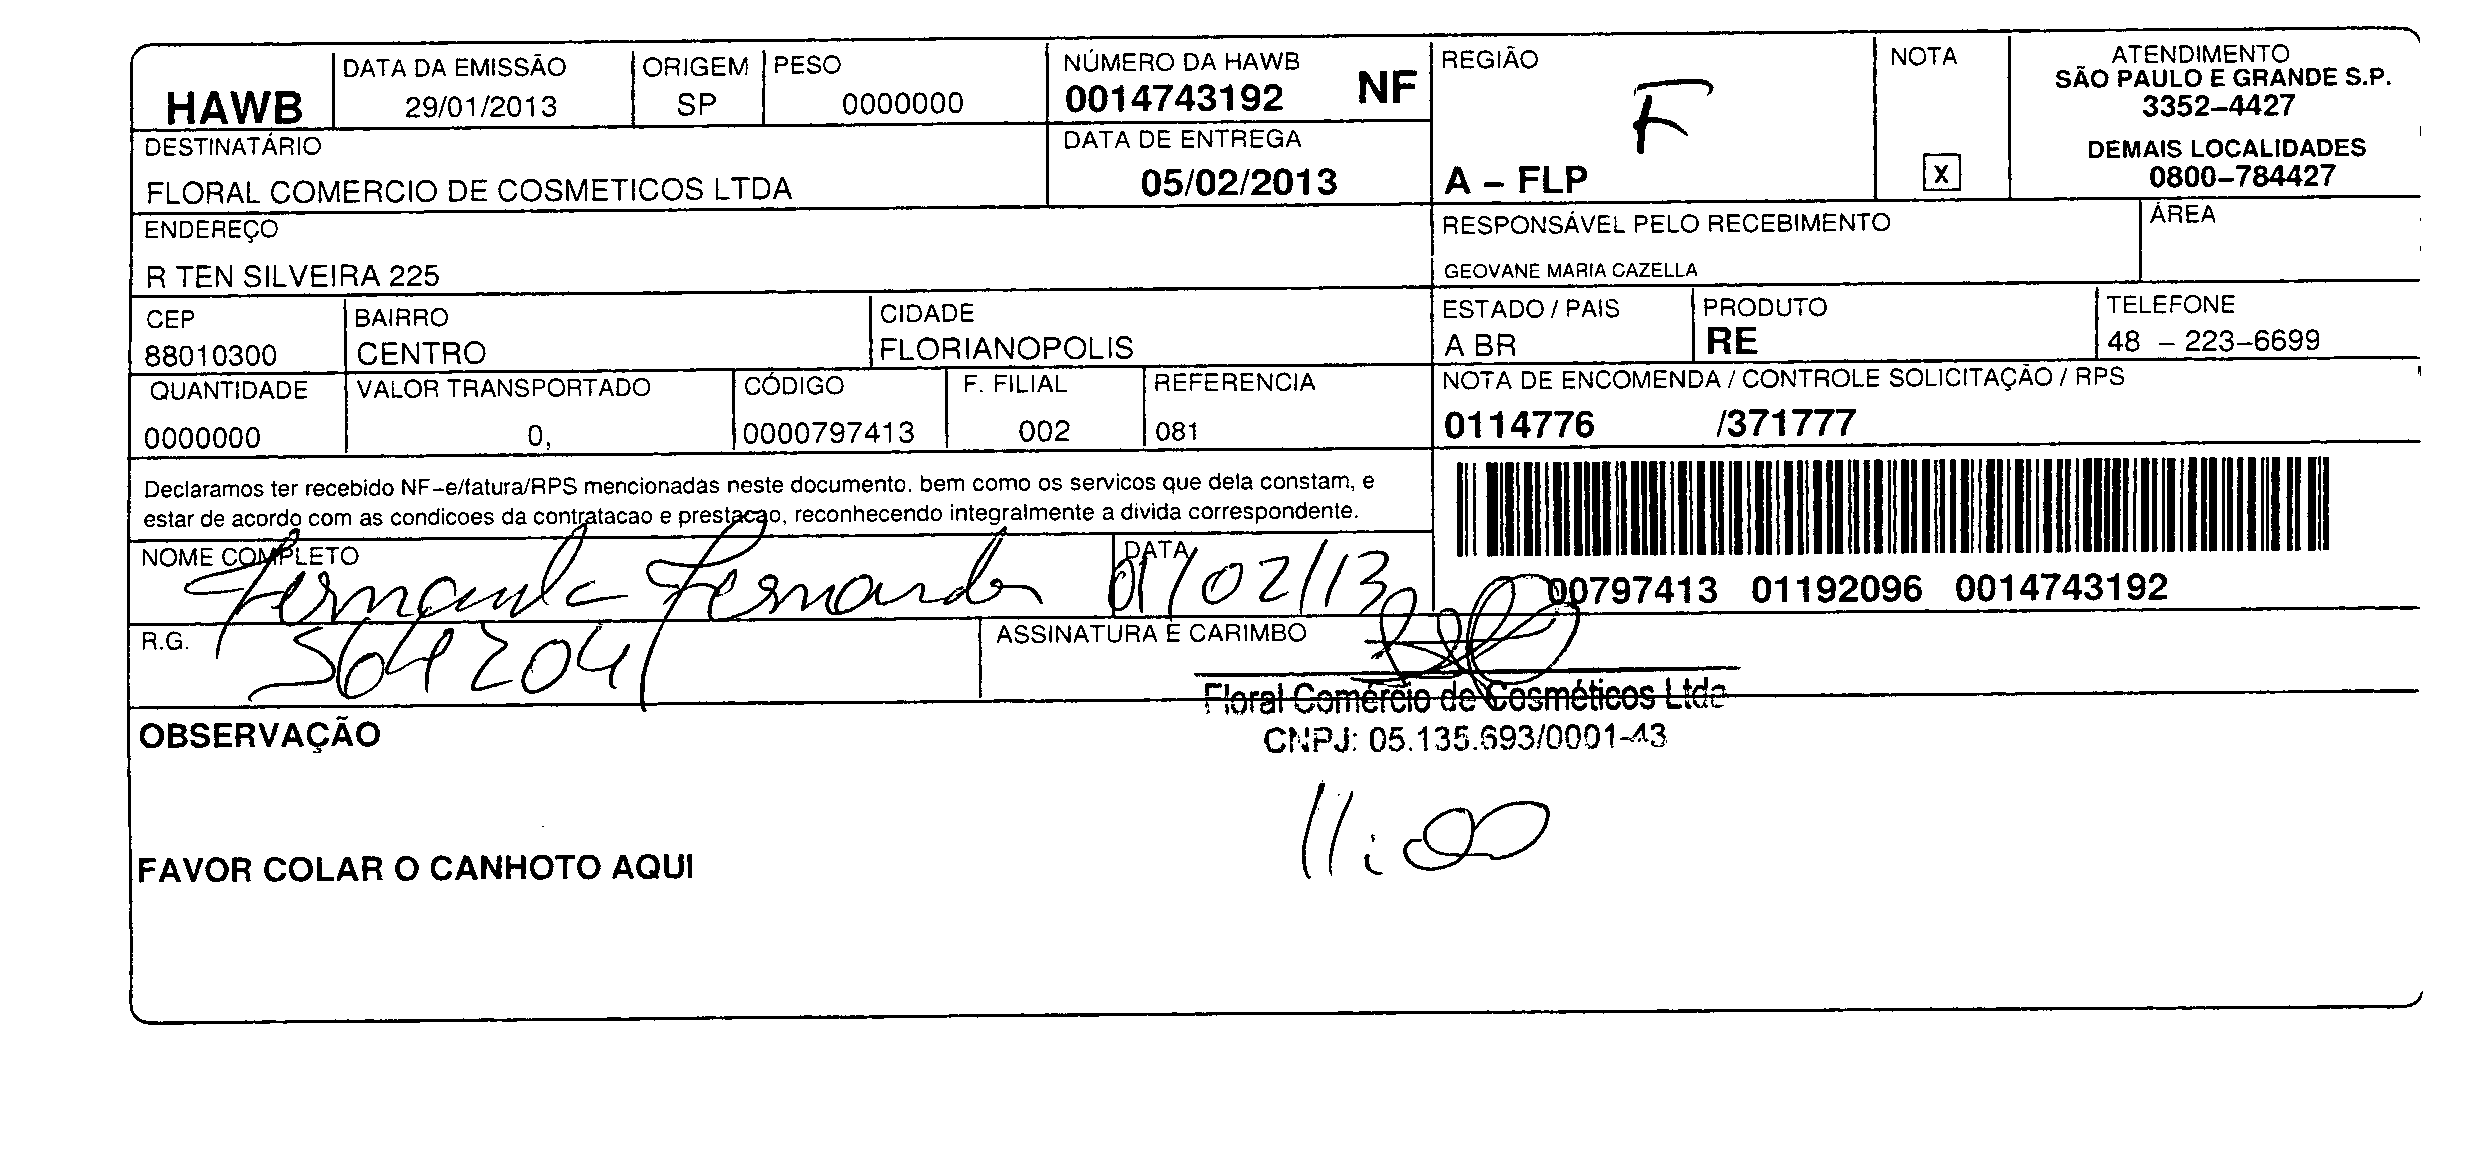 HAWB
DATA DA EMISSÃO
29/01/2013
ORIGEM
SP
PESO
0000000
NÚMERO DA HAWB
0014743192 NF
REGIÃO
F
A – FLP
NOTA
X
ATENDIMENTO
SÃO PAULO E GRANDE S.P.
3352–4427
DEMAIS LOCALIDADES
0800–784427
DESTINATÁRIO
FLORAL COMERCIO DE COSMETICOS LTDA
DATA DE ENTREGA
05/02/2013
ENDEREÇO
R TEN SILVEIRA 225
RESPONSÁVEL PELO RECEBIMENTO
GEOVANE MARIA CAZELLA
ÁREA
CEP
88010300
BAIRRO
CENTRO
CIDADE
FLORIANOPOLIS
ESTADO / PAIS
A BR
PRODUTO
RE
TELEFONE
48 – 223–6699
QUANTIDADE
0000000
VALOR TRANSPORTADO
0,
CÓDIGO
0000797413
F. FILIAL
002
REFERENCIA
081
NOTA DE ENCOMENDA / CONTROLE SOLICITAÇÃO / RPS
0114776 /371777
Declaramos ter recebido NF–e/fatura/RPS mencionadas neste documento. bem como os servicos que dela constam, e
estar de acordo com as condicoes da contratacao e prestacao, reconhecendo integralmente a divida correspondente.
00797413 01192096 0014743192
NOME COMPLETO
Fernanda Fernandes
DATA
01/02/13
R.G.
564204
ASSINATURA E CARIMBO
Floral Comércio de Cosméticos Ltda
CNPJ: 05.135.693/0001-43
OBSERVAÇÃO
11:00
FAVOR COLAR O CANHOTO AQUI